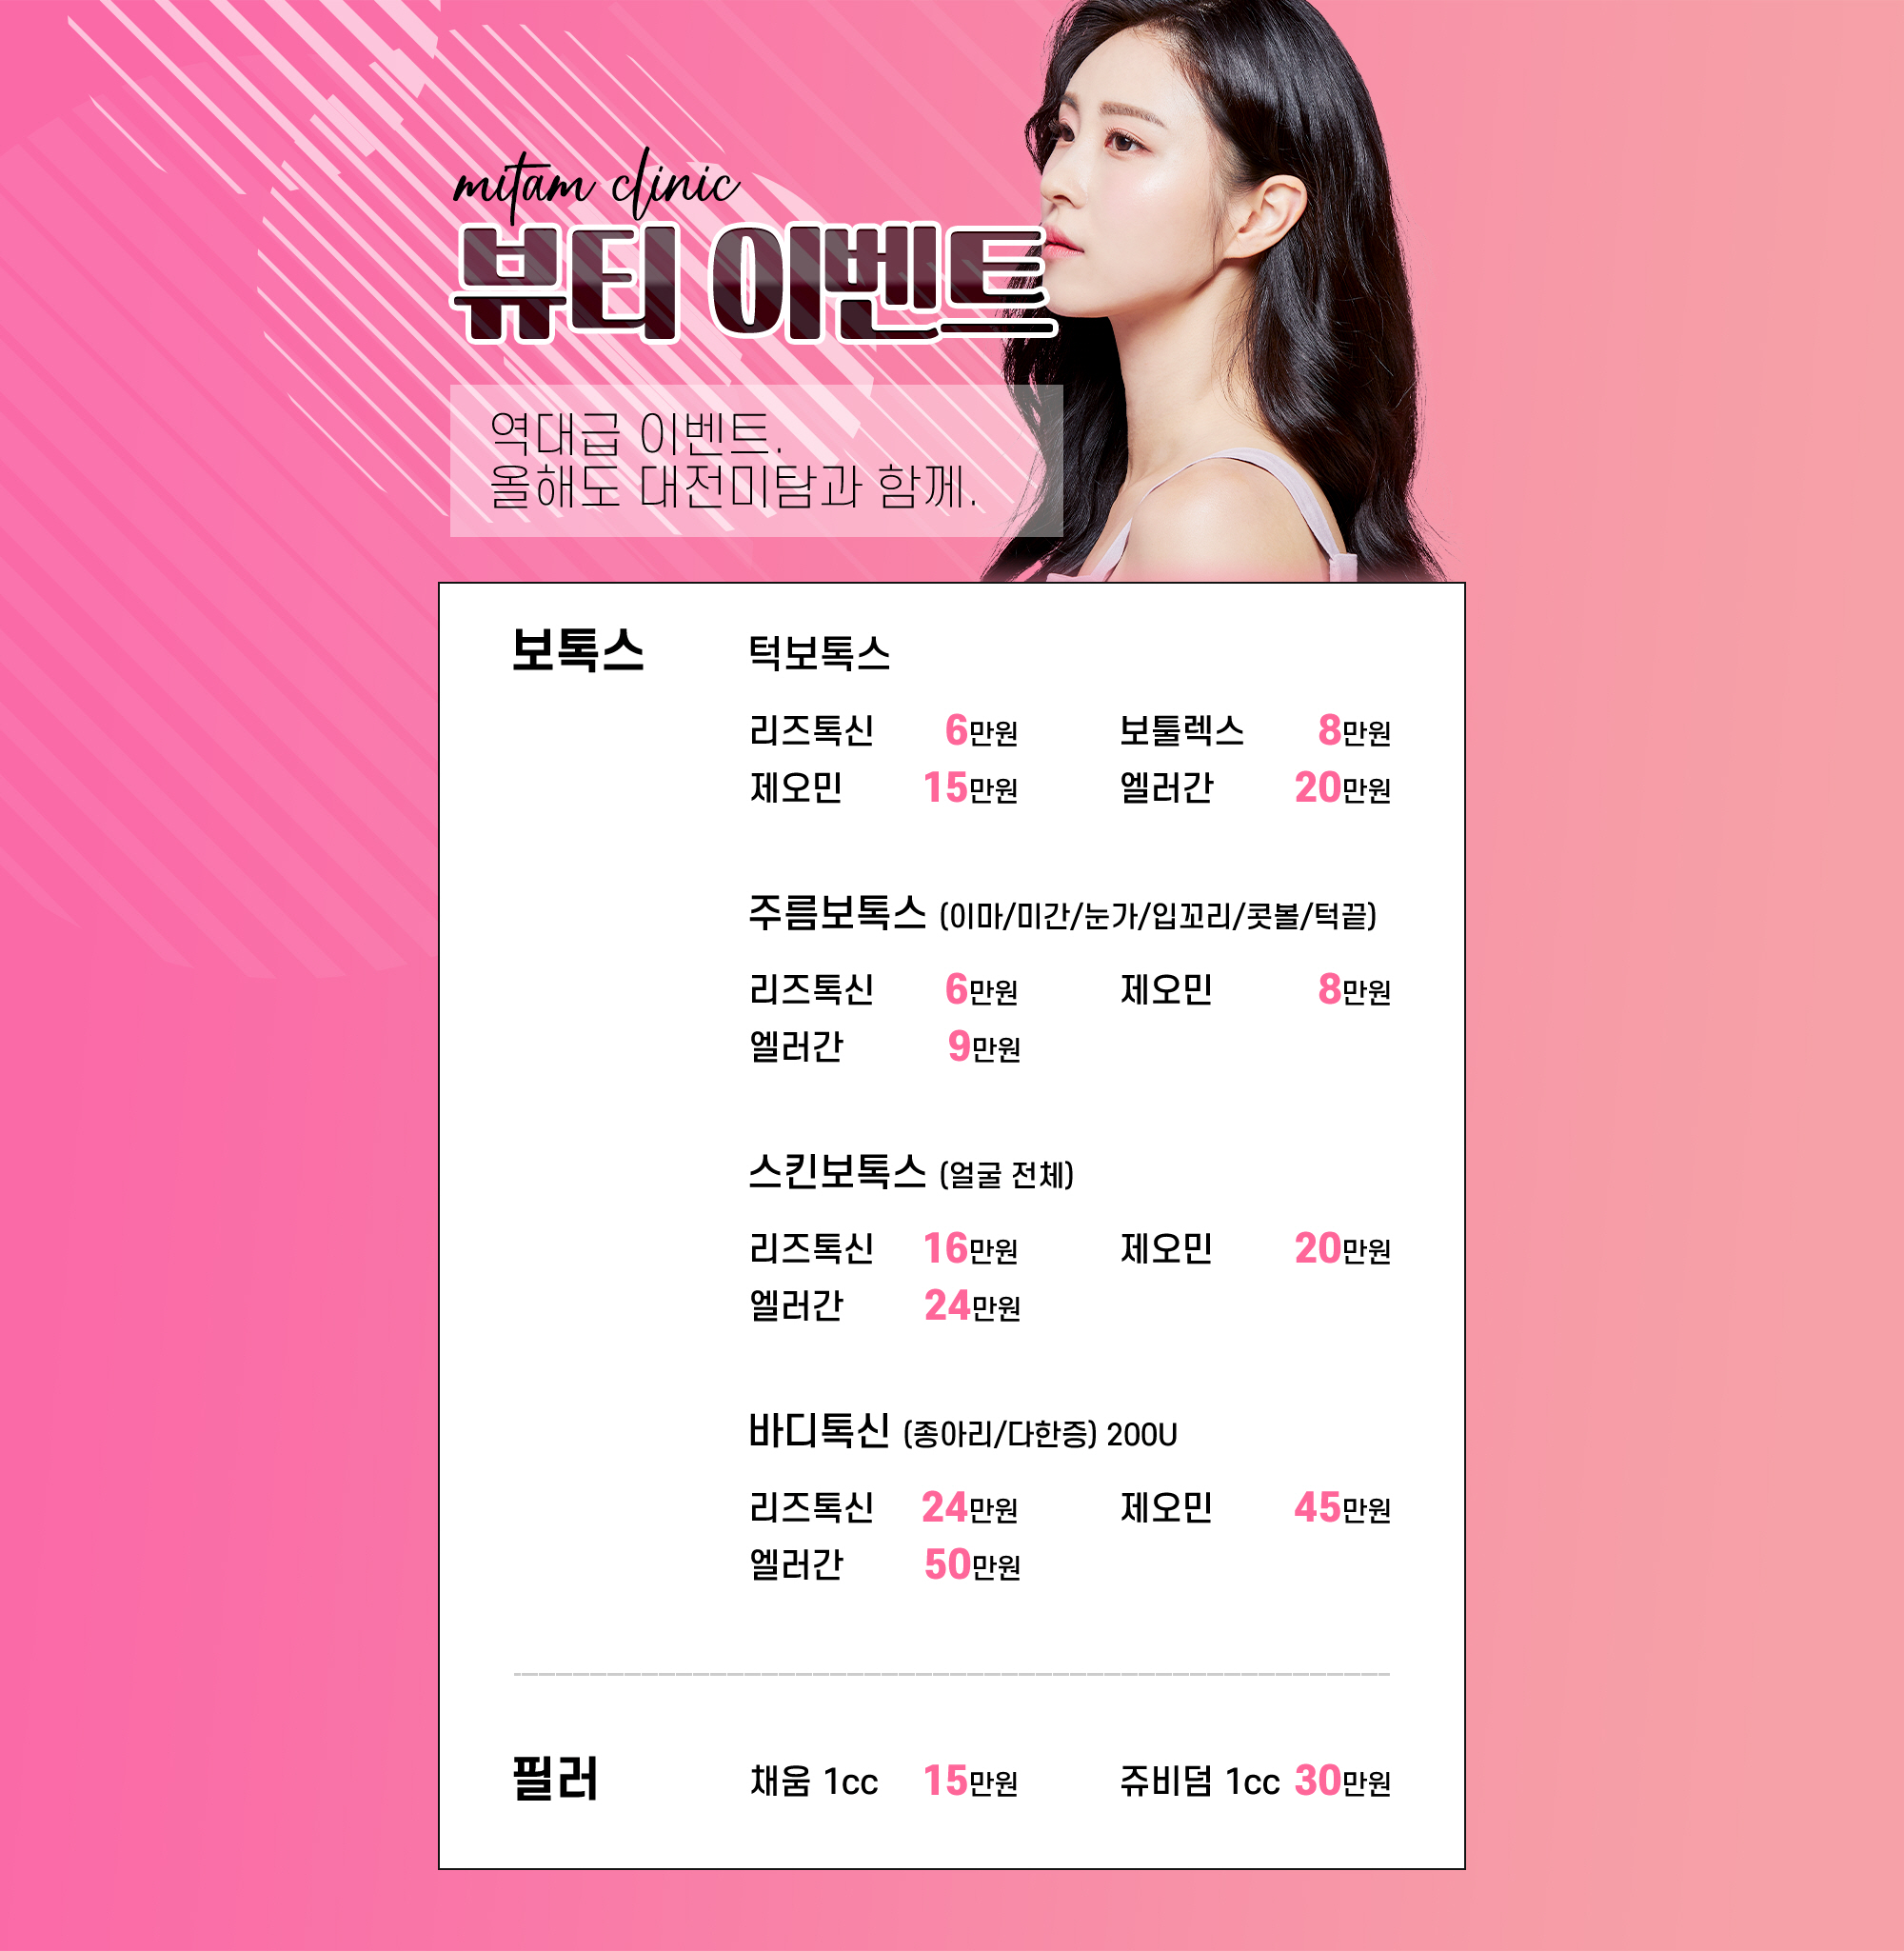 mitam clinic
뷰티 이벤트
역대급 이벤트.
올해도 대전미탐과 함께.
보톡스 턱보톡스
리즈톡신 6만원 보툴렉스 8만원
제오민 15만원 엘러간 20만원
주름보톡스 (이마/미간/눈가/입꼬리/콧볼/턱끝)
리즈톡신 6만원 제오민 8만원
엘러간 9만원
스킨보톡스 (얼굴 전체)
리즈톡신 16만원 제오민 20만원
엘러간 24만원
바디톡신 (종아리/다한증) 200U
리즈톡신 24만원 제오민 45만원
엘러간 50만원
필러 채움 1cc 15만원 쥬비덤 1cc 30만원